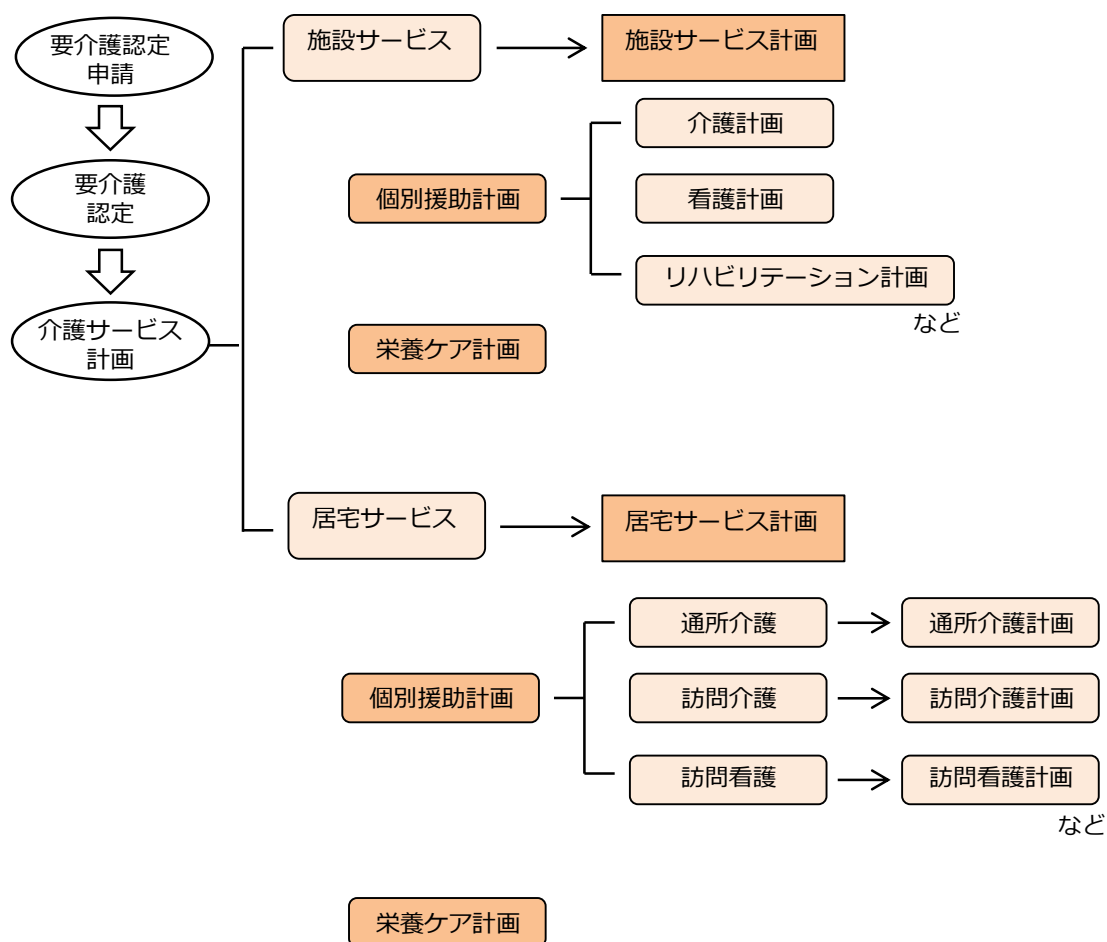 要介護認定
申請
要介護
認定
介護サービス
計画
施設サービス
施設サービス計画
個別援助計画
介護計画
看護計画
リハビリテーション計画
など
栄養ケア計画
居宅サービス
居宅サービス計画
個別援助計画
通所介護
通所介護計画
訪問介護
訪問介護計画
訪問看護
訪問看護計画
など
栄養ケア計画